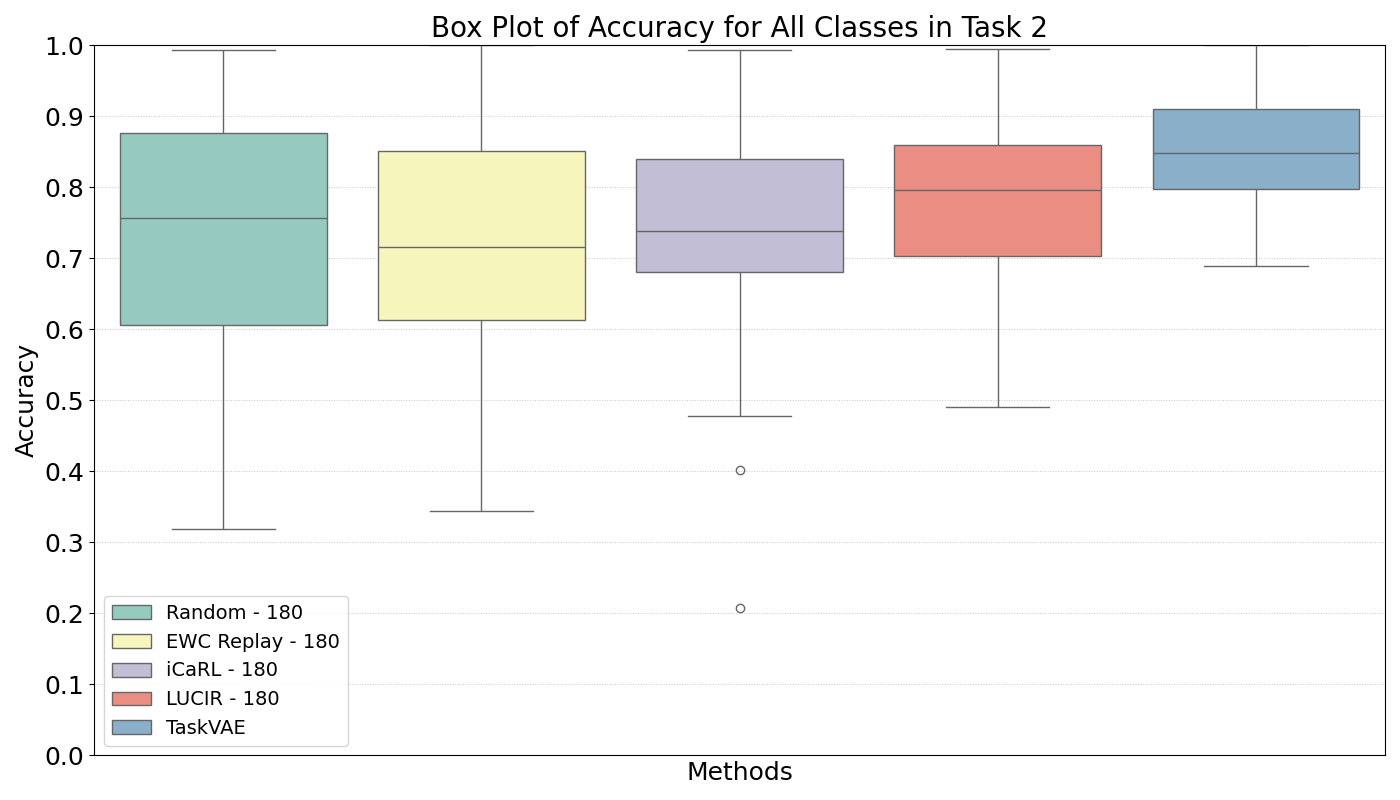 Box Plot of Accuracy for All Classes in Task 2
1.0
0.9
0.8
0.7
0.6
0.5
0.4
0.3
0.2
0.1
0.0
Accuracy
Random - 180
EWC Replay - 180
iCaRL - 180
LUCIR - 180
TaskVAE
Methods